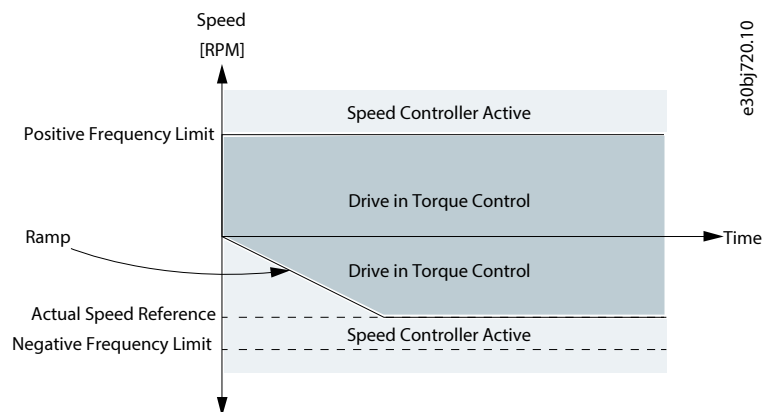 Speed
[RPM]
e30bj720.10
Speed Controller Active
Positive Frequency Limit
Drive in Torque Control
Ramp
Time
Drive in Torque Control
Actual Speed Reference
Speed Controller Active
Negative Frequency Limit